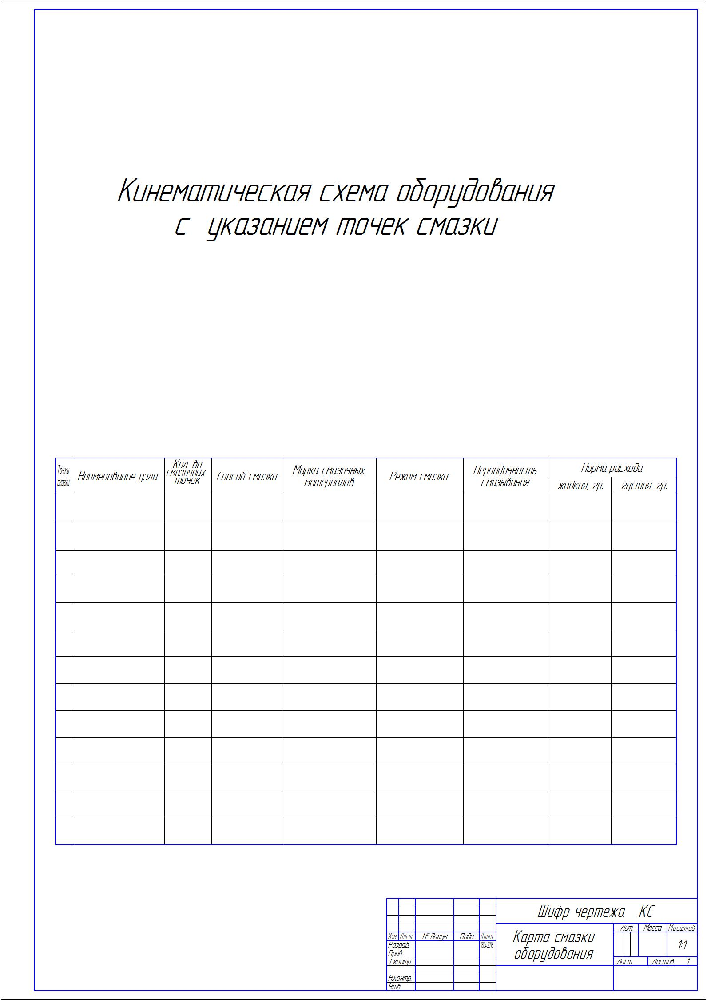 Кинематическая схема оборудования
с указанием точек смазки
Точки
смазки
Наименование узла
Кол-во
смазочных
точек
Способ смазки
Марка смазочных
материалов
Режим смазки
Периодичность
смазывания
Норма расхода
жидкая, гр.
густая, гр.
Шифр чертежа КС
Изм. Лист № докум. Подп. Дата
Разраб. 18.04.2016
Пров.
Т.контр.
Н.контр.
Утв.
Карта смазки
оборудования
Лит. Масса Масштаб
1:1
Лист Листов 1